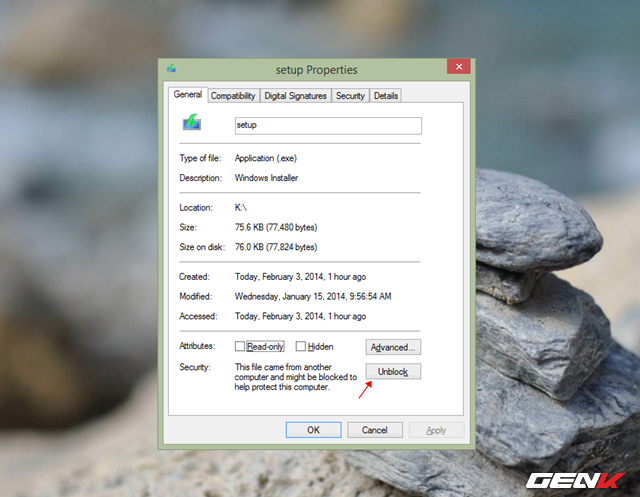 setup Properties
General Compatibility Digital Signatures Security Details
setup
Type of file: Application (.exe)
Description: Windows Installer
Location: K:\
Size: 75.6 KB (77,480 bytes)
Size on disk: 76.0 KB (77,824 bytes)
Created: Today, February 3, 2014, 1 hour ago
Modified: Wednesday, January 15, 2014, 9:56:54 AM
Accessed: Today, February 3, 2014, 1 hour ago
Attributes: Read-only Hidden Advanced...
Security: This file came from another
computer and might be blocked to
help protect this computer.
Unblock
OK Cancel Apply
GENK